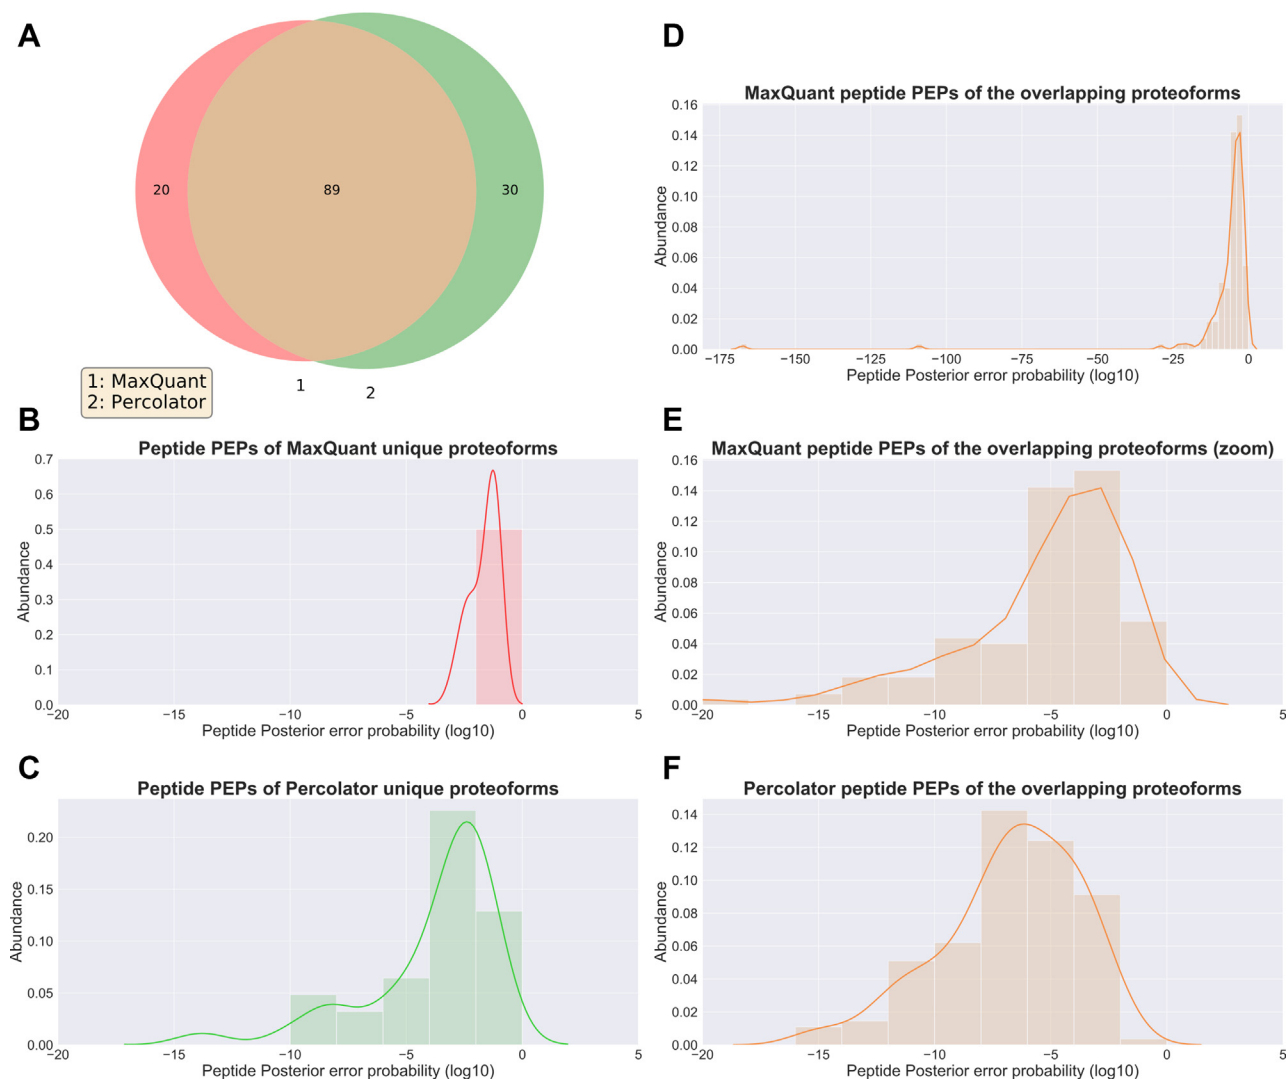 A
20
89
30
1
2
1: MaxQuant
2: Percolator
B
Peptide PEPs of MaxQuant unique proteoforms
Abundance
0.7
0.6
0.5
0.4
0.3
0.2
0.1
0.0
−20 −15 −10 −5 0 5
Peptide Posterior error probability (log10)
C
Peptide PEPs of Percolator unique proteoforms
Abundance
0.20
0.15
0.10
0.05
0.00
−20 −15 −10 −5 0 5
Peptide Posterior error probability (log10)
D
MaxQuant peptide PEPs of the overlapping proteoforms
Abundance
0.16
0.14
0.12
0.10
0.08
0.06
0.04
0.02
0.00
−175 −150 −125 −100 −75 −50 −25 0
Peptide Posterior error probability (log10)
E
MaxQuant peptide PEPs of the overlapping proteoforms (zoom)
Abundance
0.16
0.14
0.12
0.10
0.08
0.06
0.04
0.02
0.00
−20 −15 −10 −5 0 5
Peptide Posterior error probability (log10)
F
Percolator peptide PEPs of the overlapping proteoforms
Abundance
0.14
0.12
0.10
0.08
0.06
0.04
0.02
0.00
−20 −15 −10 −5 0 5
Peptide Posterior error probability (log10)